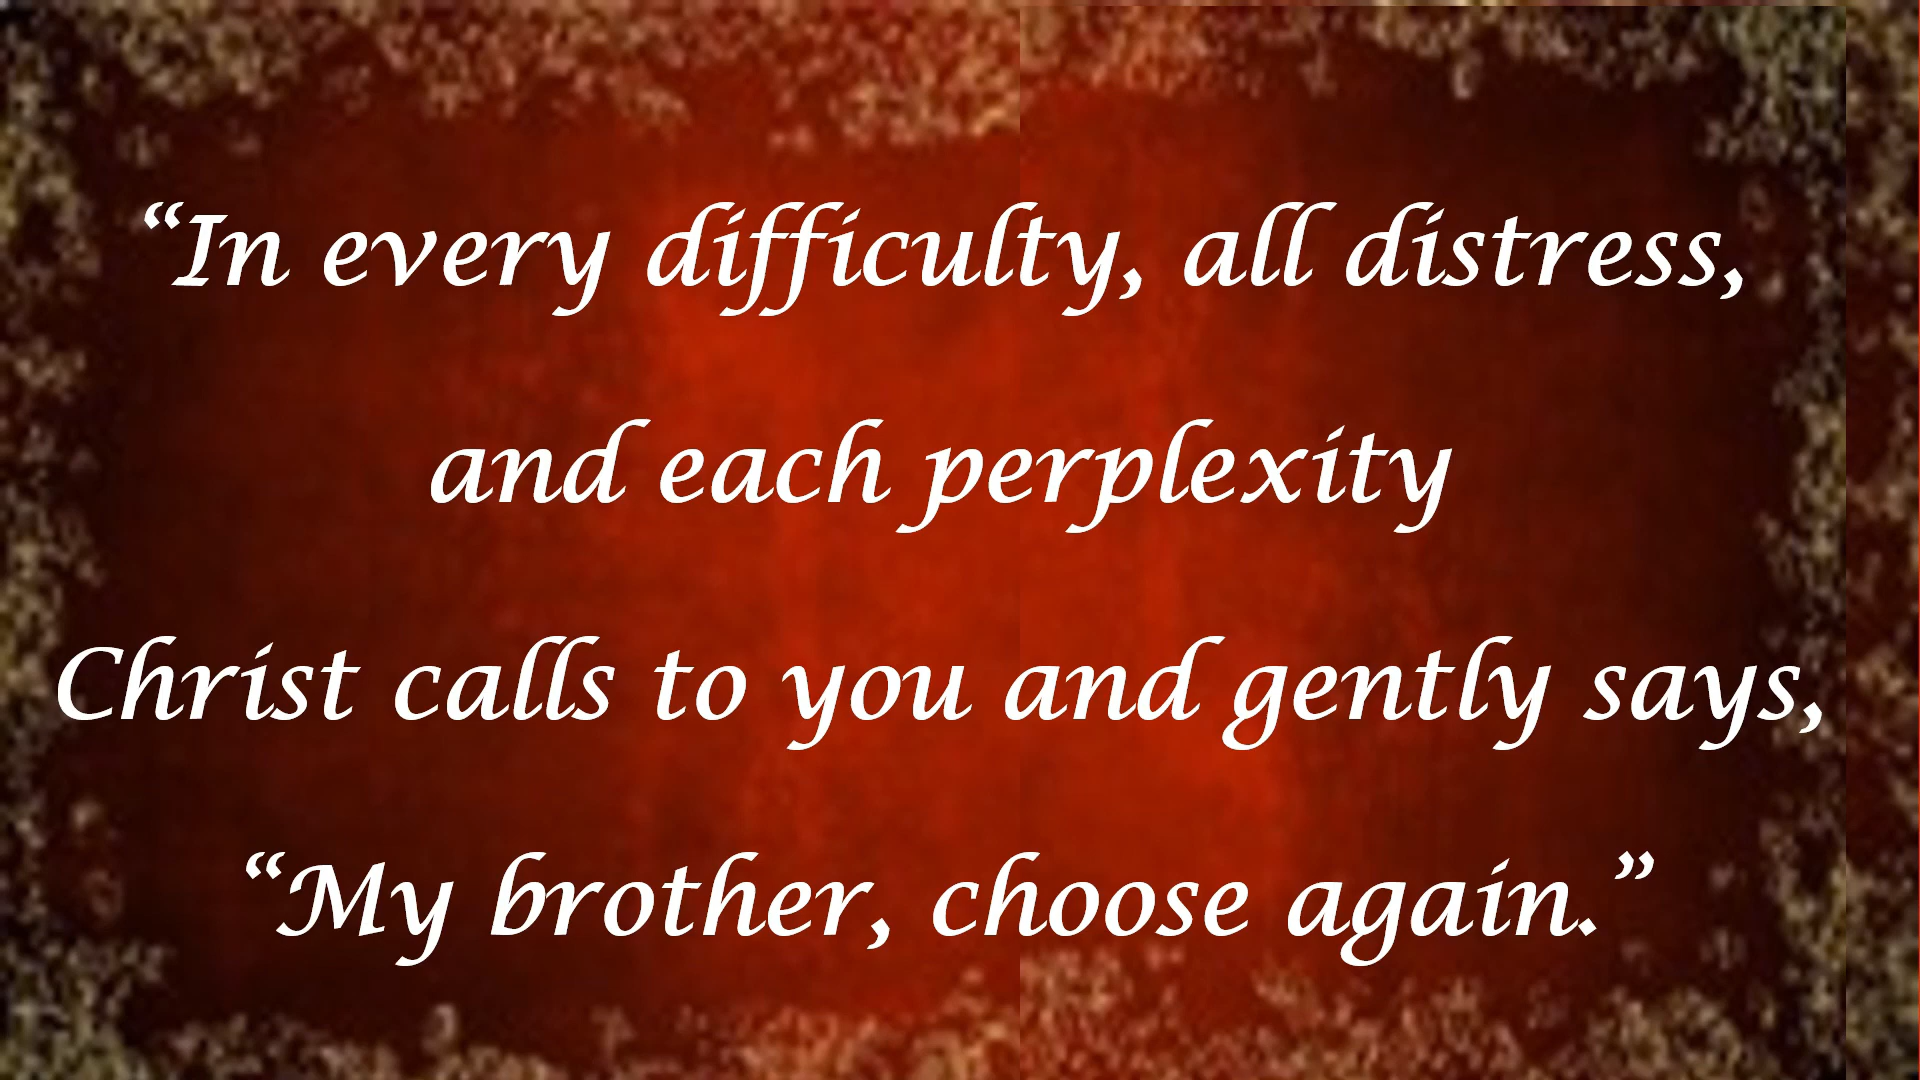 “In every difficulty, all distress,
and each perplexity
Christ calls to you and gently says,
“My brother, choose again.”